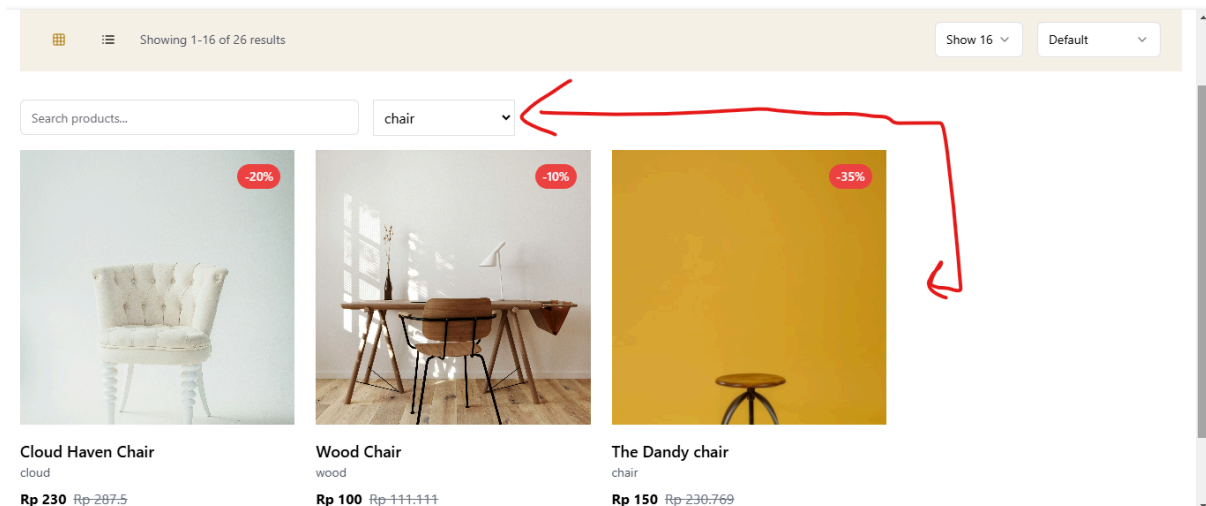 Showing 1-16 of 26 results
Show 16
Default
Search products...
chair
-20%
-10%
-35%
Cloud Haven Chair
Wood Chair
The Dandy chair
cloud
wood
chair
Rp 230 Rp 287.5
Rp 100 Rp 111.111
Rp 150 Rp 230.769